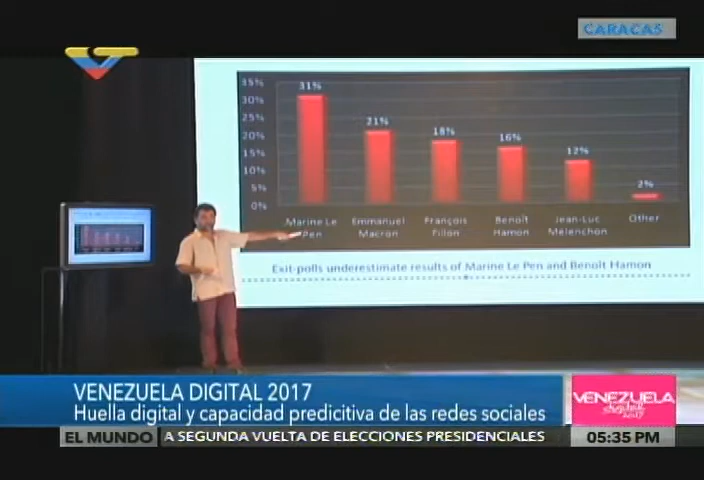 CARACAS
35%
30%
25%
20%
15%
10%
5%
0%
31%
21%
18%
16%
12%
2%
Marine Le Pen
Emmanuel Macron
François Fillon
Benoît Hamon
Jean-Luc Mélenchon
Other
Exit-polls underestimate results of Marine Le Pen and Benoît Hamon
VENEZUELA DIGITAL 2017
Huella digital y capacidad predicitiva de las redes sociales
VENEZUELA
digital
2017
EL MUNDO
A SEGUNDA VUELTA DE ELECCIONES PRESIDENCIALES
05:35 PM